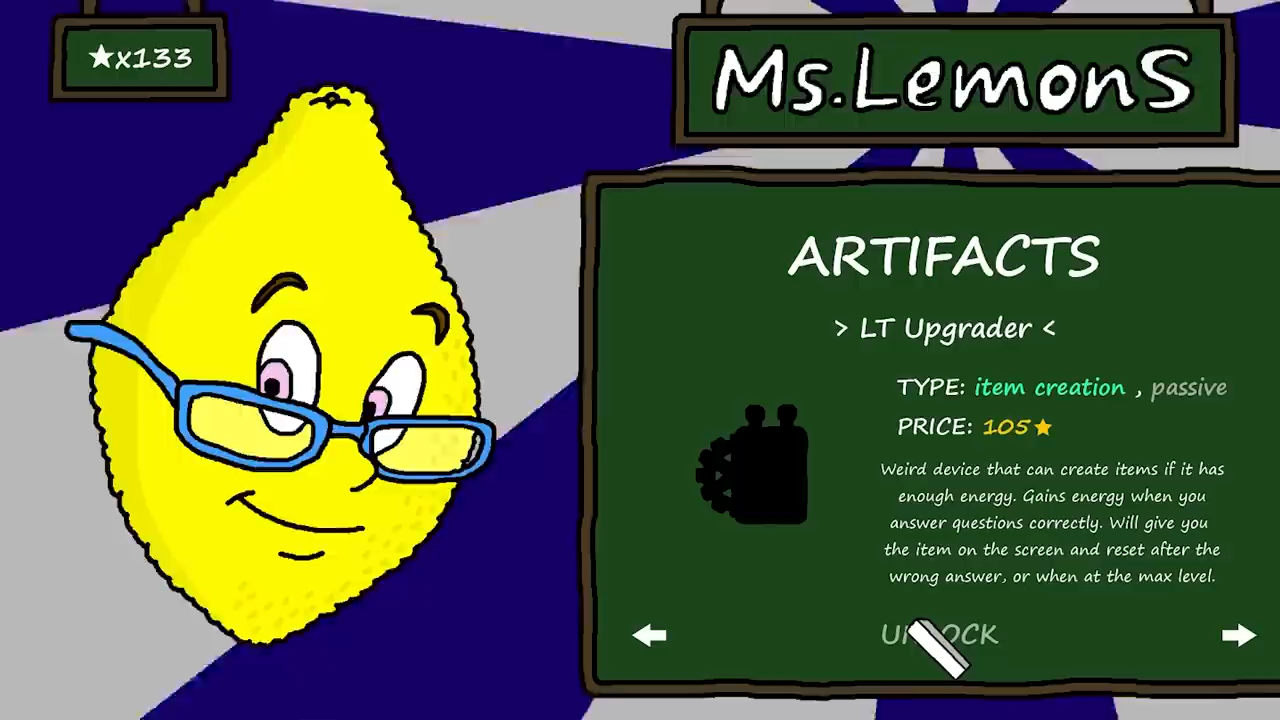 ★x133
Ms.LemonS
ARTIFACTS
> LT Upgrader <
TYPE: item creation , passive
PRICE: 105★
Weird device that can create items if it has
enough energy. Gains energy when you
answer questions correctly. Will give you
the item on the screen and reset after the
wrong answer, or when at the max level.
UNLOCK